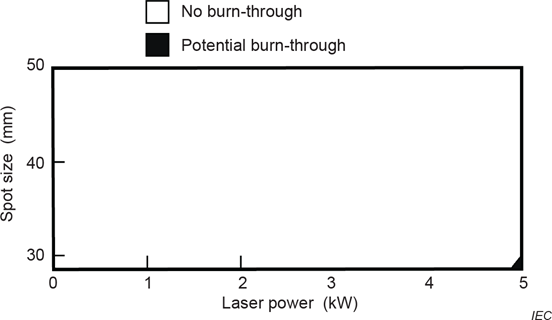 No burn-through
Potential burn-through
50
40
30
Spot size (mm)
0 1 2 3 4 5
Laser power (kW)
IEC